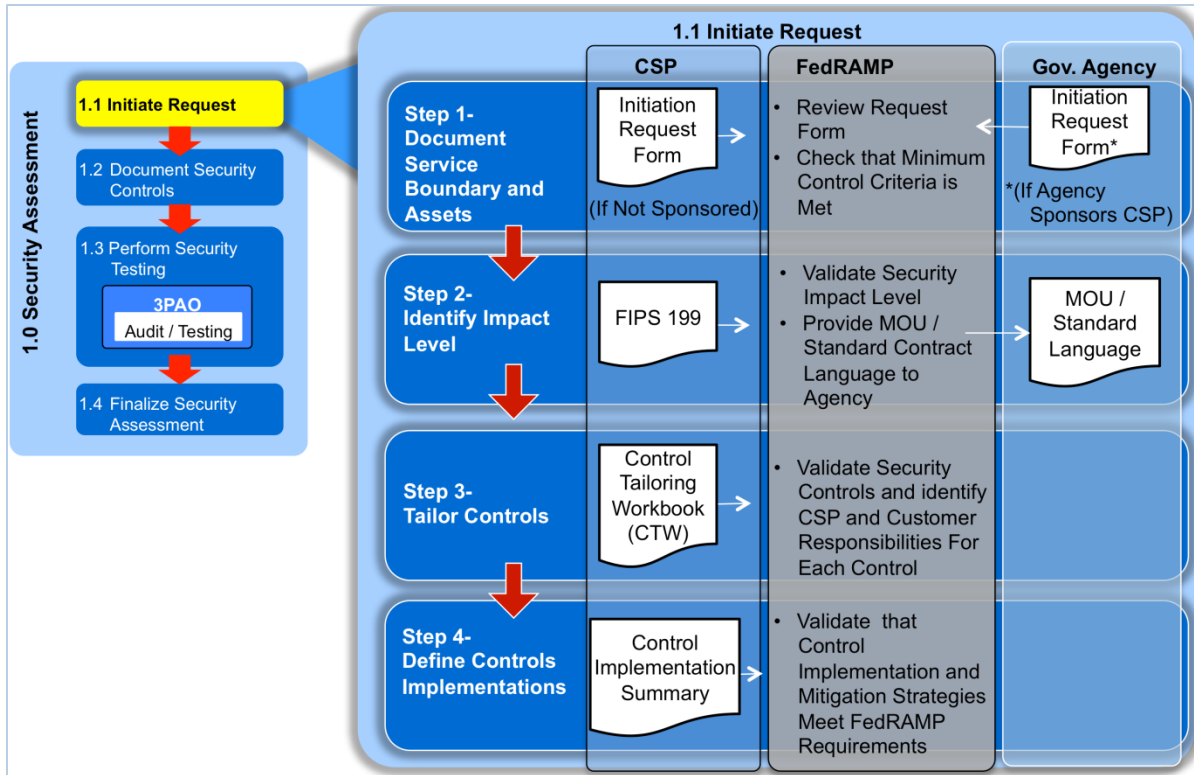 1.0 Security Assessment
1.1 Initiate Request
1.2 Document Security
Controls
1.3 Perform Security
Testing
3PAO
Audit / Testing
1.4 Finalize Security
Assessment
1.1 Initiate Request
CSP
FedRAMP
Gov. Agency
Step 1-
Document
Service
Boundary and
Assets
Initiation
Request
Form
(If Not Sponsored)
• Review Request
Form
• Check that Minimum
Control Criteria is
Met
Initiation
Request
Form*
*(If Agency
Sponsors CSP)
Step 2-
Identify Impact
Level
FIPS 199
• Validate Security
Impact Level
• Provide MOU /
Standard Contract
Language to
Agency
MOU /
Standard
Language
Step 3-
Tailor Controls
Control
Tailoring
Workbook
(CTW)
• Validate Security
Controls and identify
CSP and Customer
Responsibilities For
Each Control
Step 4-
Define Controls
Implementations
Control
Implementation
Summary
• Validate that
Control
Implementation and
Mitigation Strategies
Meet FedRAMP
Requirements